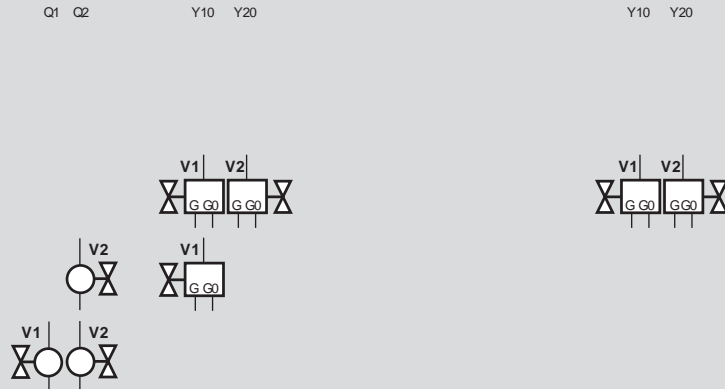 Q1 Q2 Y10 Y20 Y10 Y20
V1 V2 V1 V2
G G0 G G0 G G0 G G0
V2 V1
G G0
V1 V2